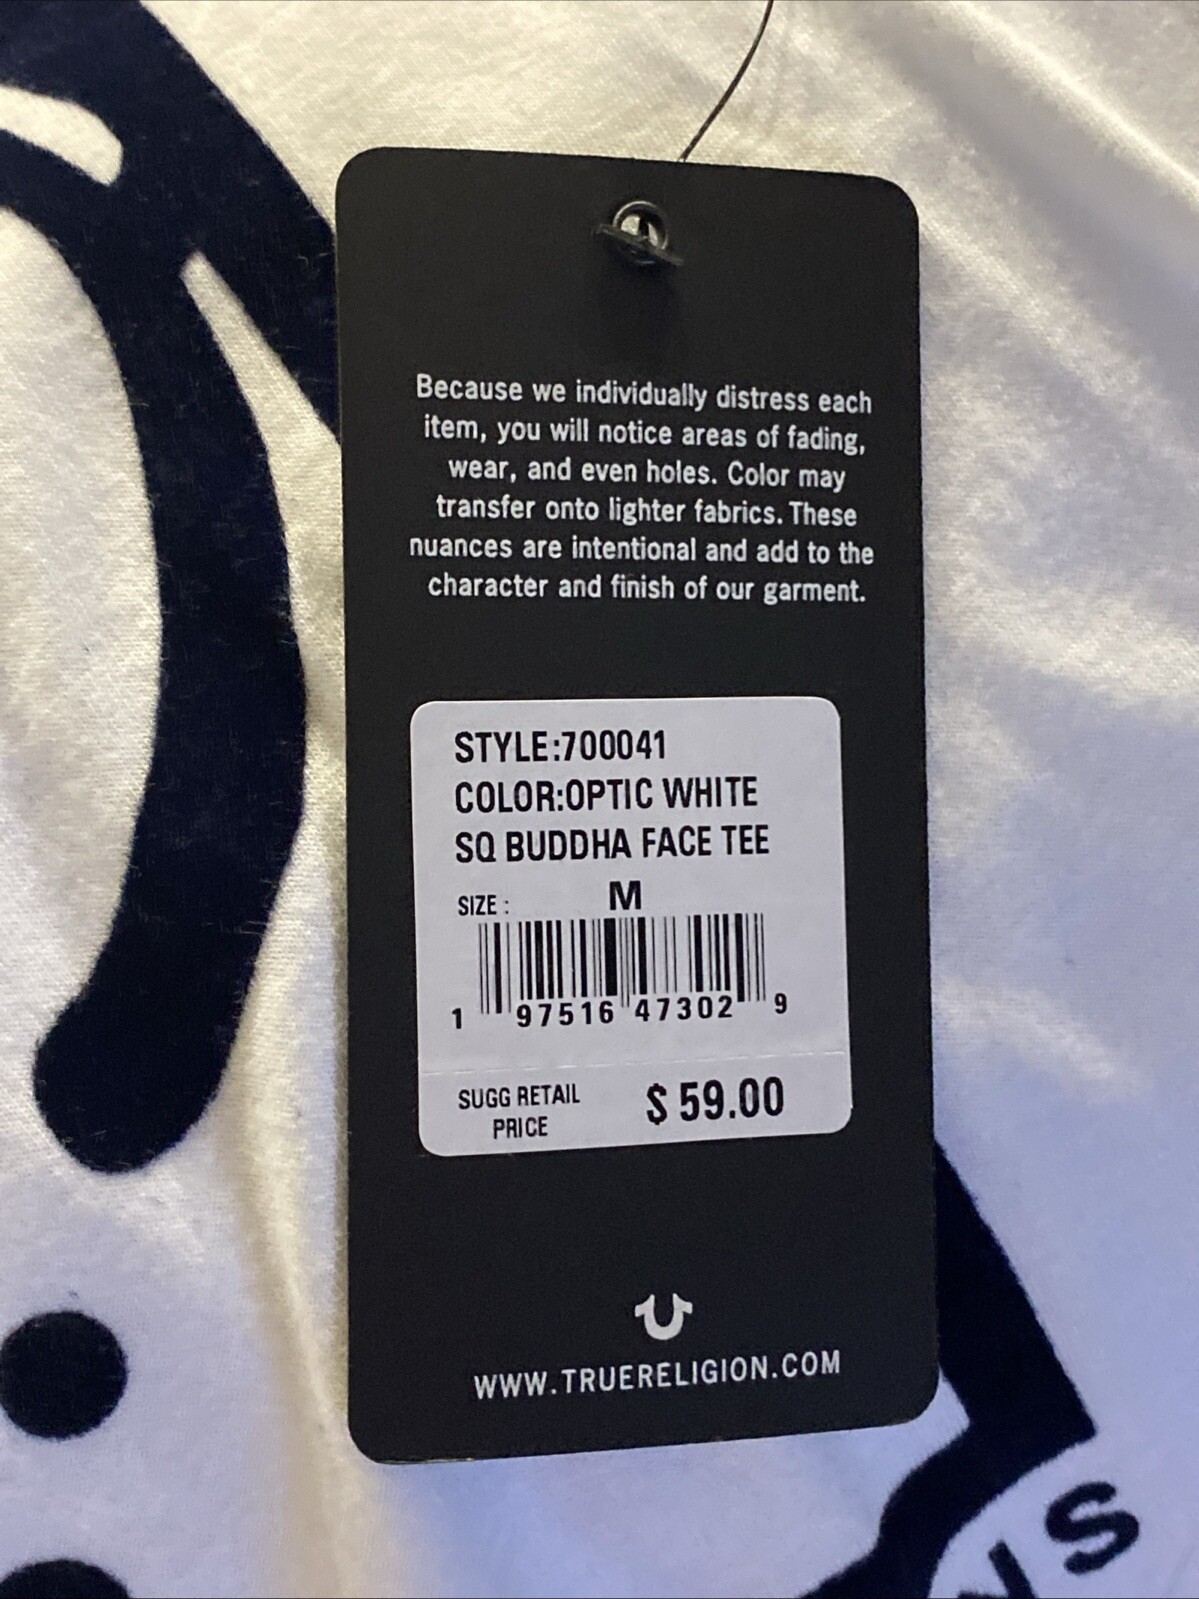 Because we individually distress each
item, you will notice areas of fading,
wear, and even holes. Color may
transfer onto lighter fabrics. These
nuances are intentional and add to the
character and finish of our garment.
STYLE:700041
COLOR:OPTIC WHITE
SQ BUDDHA FACE TEE
SIZE : M
1 97516 47302 9
SUGG RETAIL
PRICE
$ 59.00
WWW.TRUERELIGION.COM